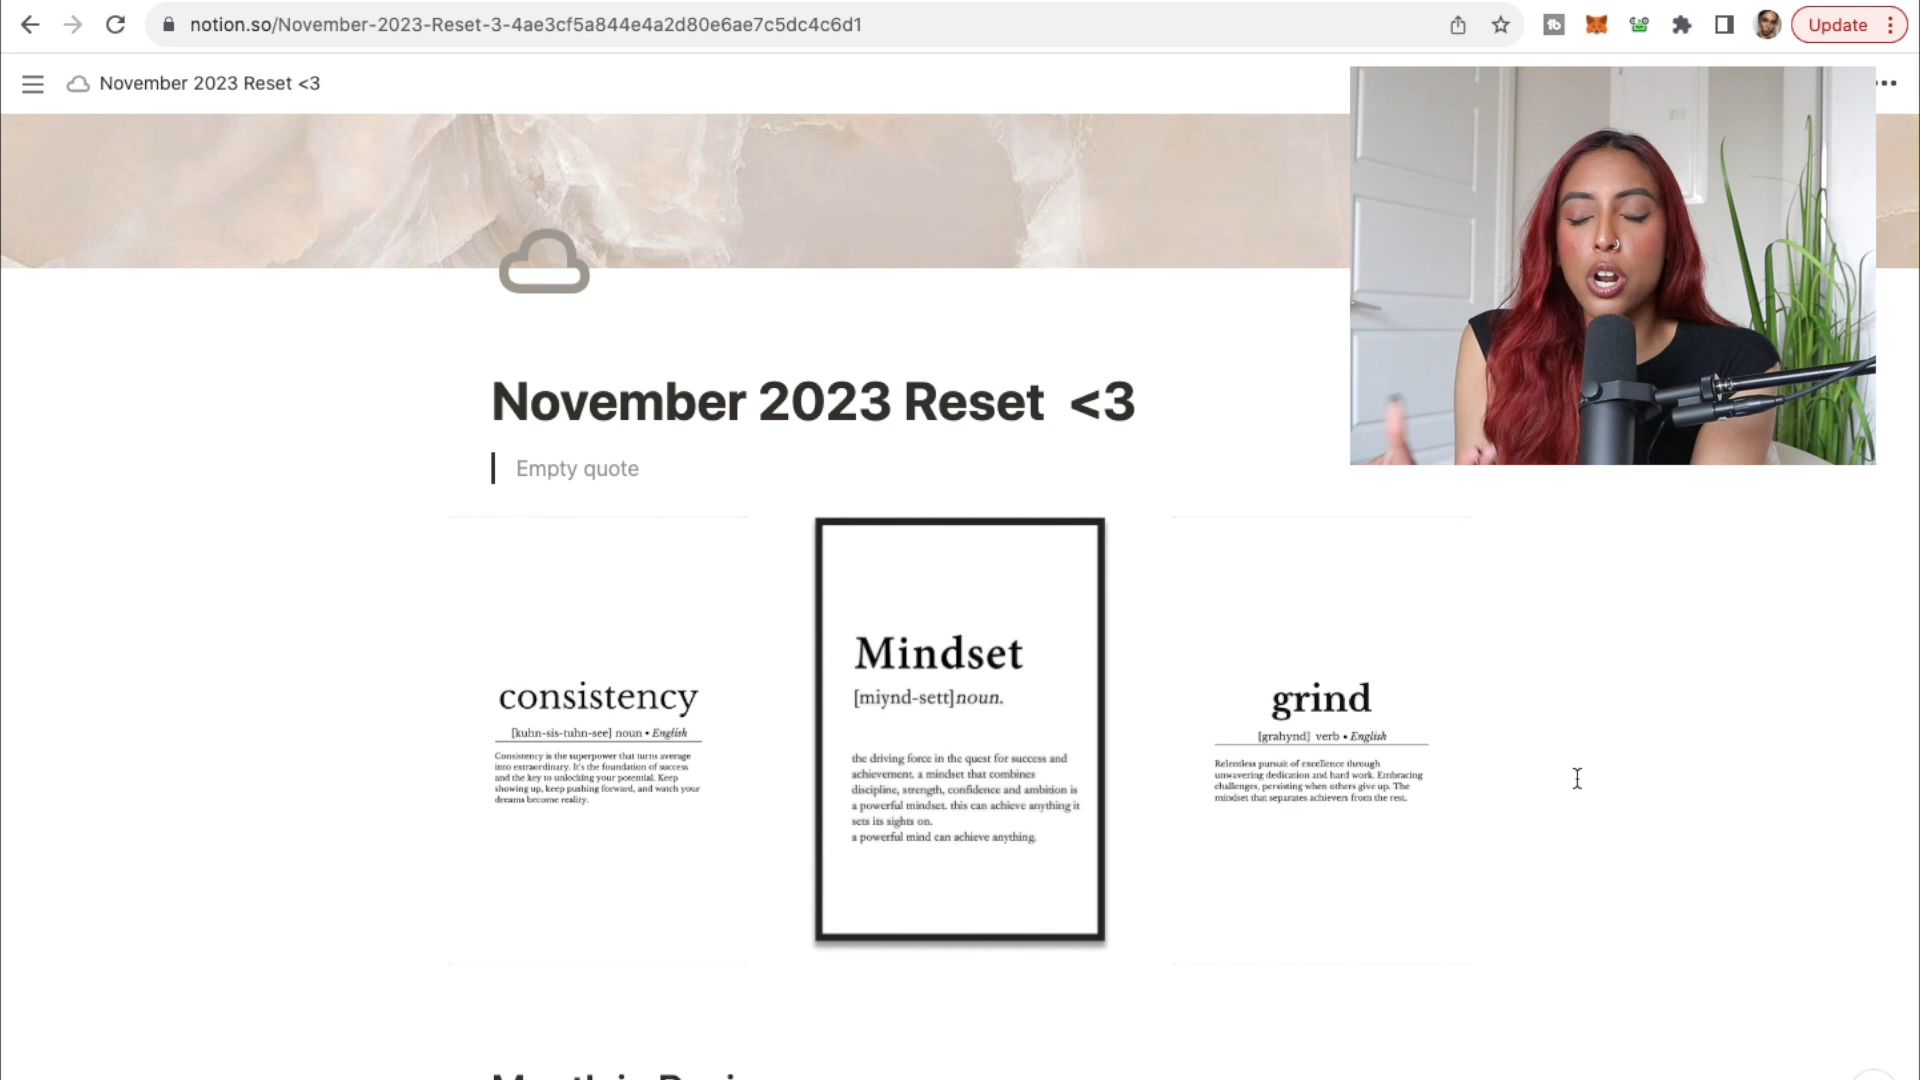 notion.so/November-2023-Reset-3-4ae3cf5a844e4a2d80e6ae7c5dc4c6d1
Update
November 2023 Reset <3
November 2023 Reset <3
Empty quote
consistency
[kuhn-sis-tuhn-see] noun • English
Consistency is the superpower that turns average
into extraordinary. It's the foundation of success
and the key to unlocking your potential. Keep
showing up, keep pushing forward, and watch your
dreams become reality.
Mindset
[miynd-sett] noun.
the driving force in the quest for success and
achievement. a mindset that combines
discipline, strength, confidence and ambition is
a powerful mindset. this can achieve anything it
sets its sights on.
a powerful mind can achieve anything.
grind
[grahynd] verb • English
Relentless pursuit of excellence through
unwavering dedication and hard work. Embracing
challenges, persisting when others give up. The
mindset that separates achievers from the rest.